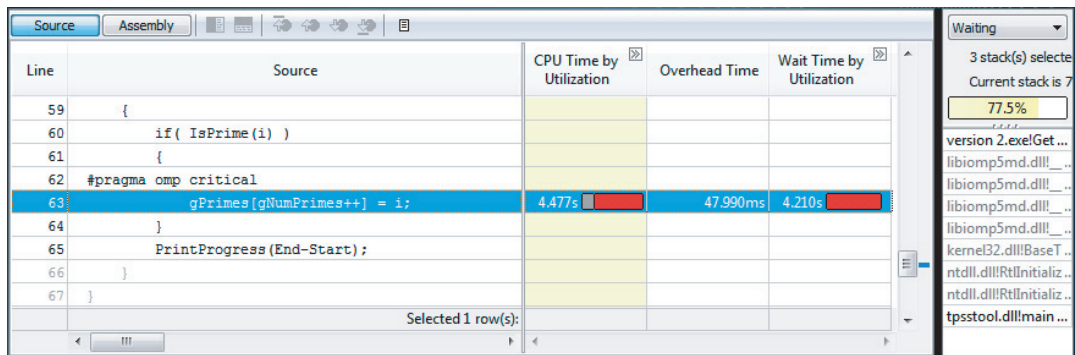 Source Assembly
Line Source CPU Time by Utilization Overhead Time Wait Time by Utilization
59 {
60 if( IsPrime(i) )
61 {
62 #pragma omp critical
63 gPrimes[gNumPrimes++] = i; 4.477s 47.990ms 4.210s
64 }
65 PrintProgress(End-Start);
66 }
67 }
Selected 1 row(s):
Waiting
3 stack(s) selecte
Current stack is 7
77.5%
version 2.exe!Get ...
libiomp5md.dll!__ ..
libiomp5md.dll!__ ..
libiomp5md.dll!__ ..
libiomp5md.dll!__ ..
kernel32.dll!BaseT ..
ntdll.dll!RtlInitializ ..
ntdll.dll!RtlInitializ ..
tpsstool.dll!main ...